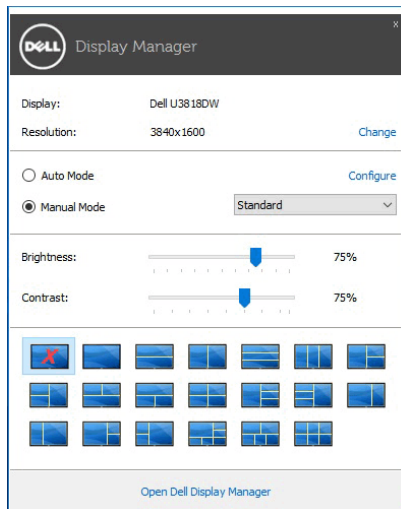 x
DELL Display Manager
Display: Dell U3818DW
Resolution: 3840x1600 Change
Auto Mode Configure
Manual Mode Standard
Brightness: 75%
Contrast: 75%
Open Dell Display Manager